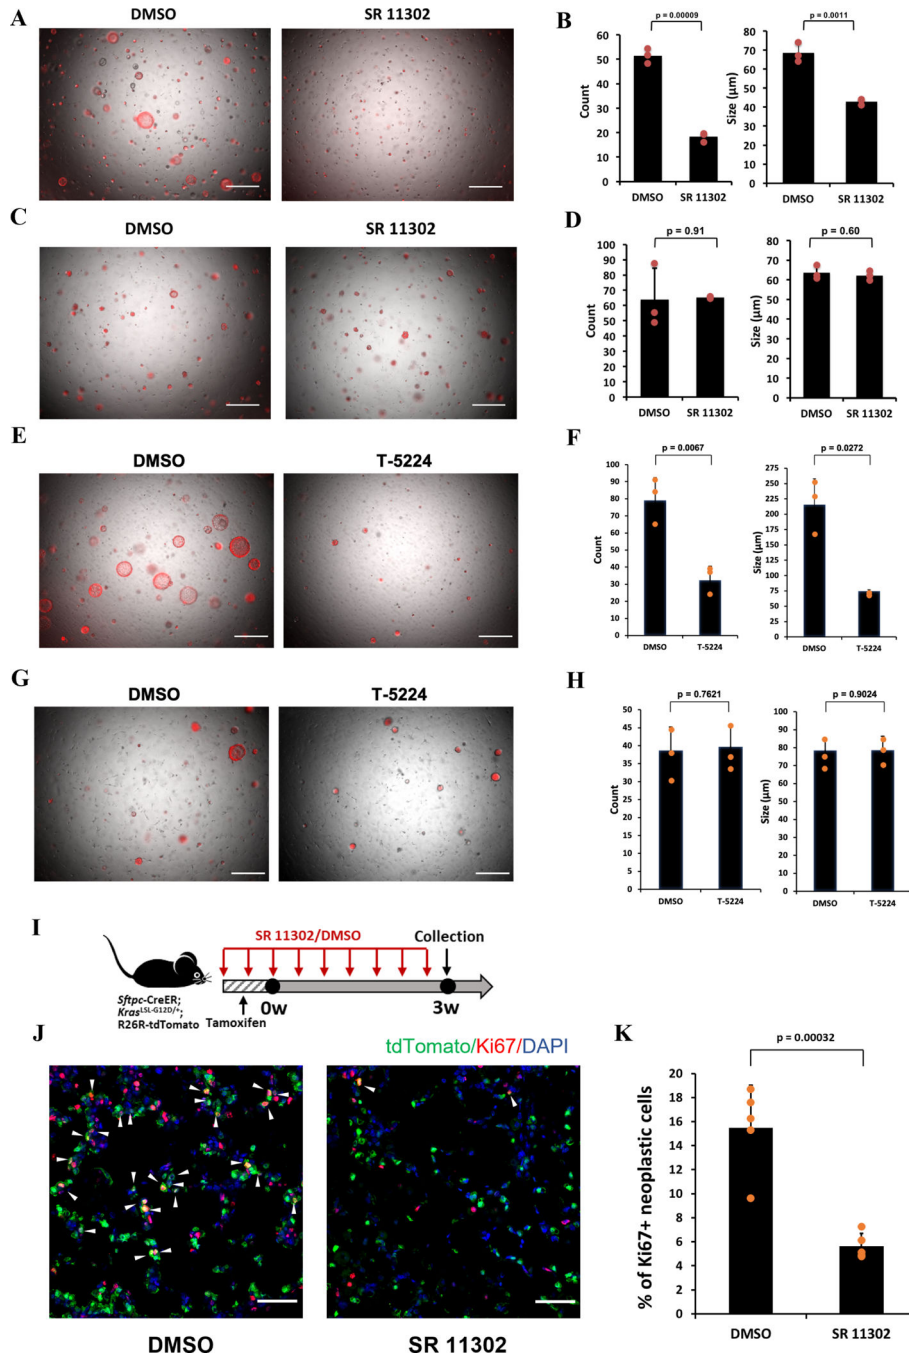 A
DMSO
SR 11302
B
p = 0.00009
Count
60
50
40
30
20
10
0
DMSO
SR 11302
p = 0.0011
Size (µm)
80
70
60
50
40
30
20
10
0
DMSO
SR 11302
C
DMSO
SR 11302
D
p = 0.91
Count
100
90
80
70
60
50
40
30
20
10
0
DMSO
SR 11302
p = 0.60
Size (µm)
80
70
60
50
40
30
20
10
0
DMSO
SR 11302
E
DMSO
T-5224
F
p = 0.0067
Count
100
90
80
70
60
50
40
30
20
10
0
DMSO
T-5224
p = 0.0272
Size (µm)
275
250
225
200
175
150
125
100
75
50
25
0
DMSO
T-5224
G
DMSO
T-5224
H
p = 0.7621
Count
50
45
40
35
30
25
20
15
10
5
0
DMSO
T-5224
p = 0.9024
Size (µm)
100
90
80
70
60
50
40
30
20
10
0
DMSO
T-5224
I
SR 11302/DMSO
Collection
Sftpc-CreER;
Kras^LSL-G12D/+;
R26R-tdTomato
Tamoxifen
0w
3w
J
tdTomato/Ki67/DAPI
DMSO
SR 11302
K
p = 0.00032
% of Ki67+ neoplastic cells
20
18
16
14
12
10
8
6
4
2
0
DMSO
SR 11302